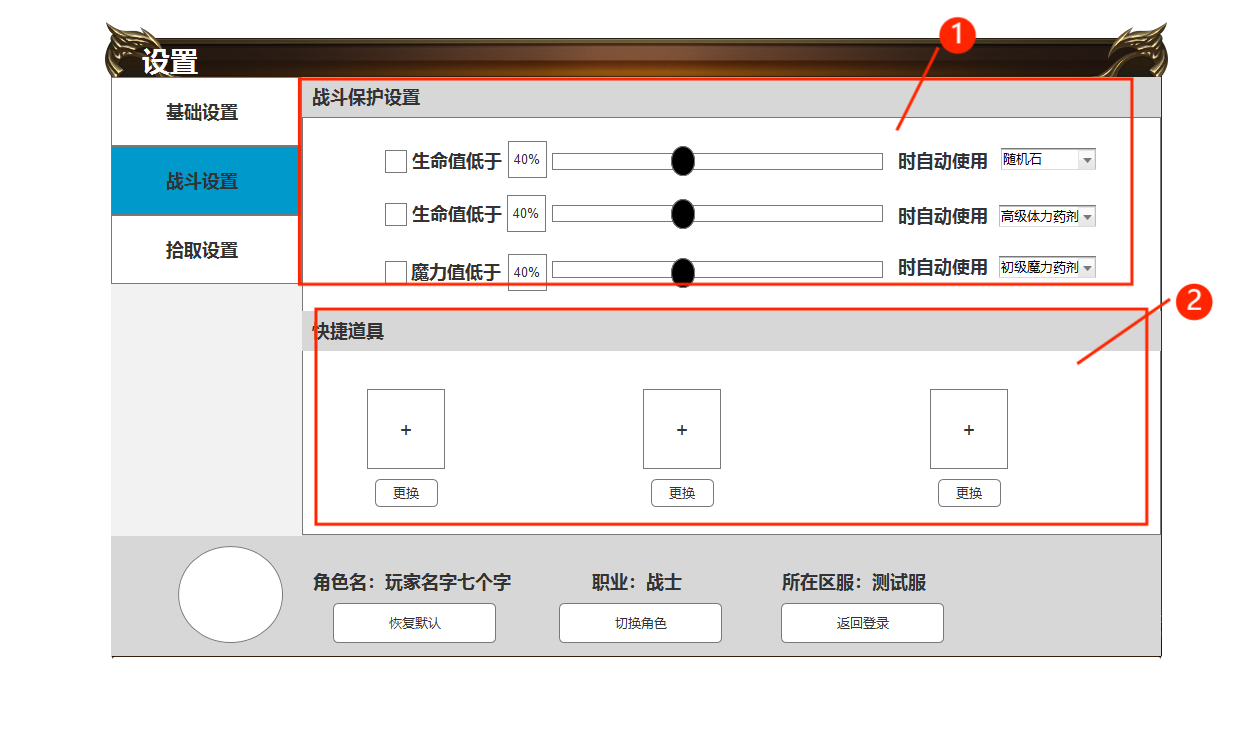 1
设置
基础设置
战斗保护设置
生命值低于 40% 时自动使用 随机石
战斗设置
生命值低于 40% 时自动使用 高级体力药剂
拾取设置
魔力值低于 40% 时自动使用 初级魔力药剂
2
快捷道具
+ + +
更换 更换 更换
角色名：玩家名字七个字 职业：战士 所在区服：测试服
恢复默认 切换角色 返回登录